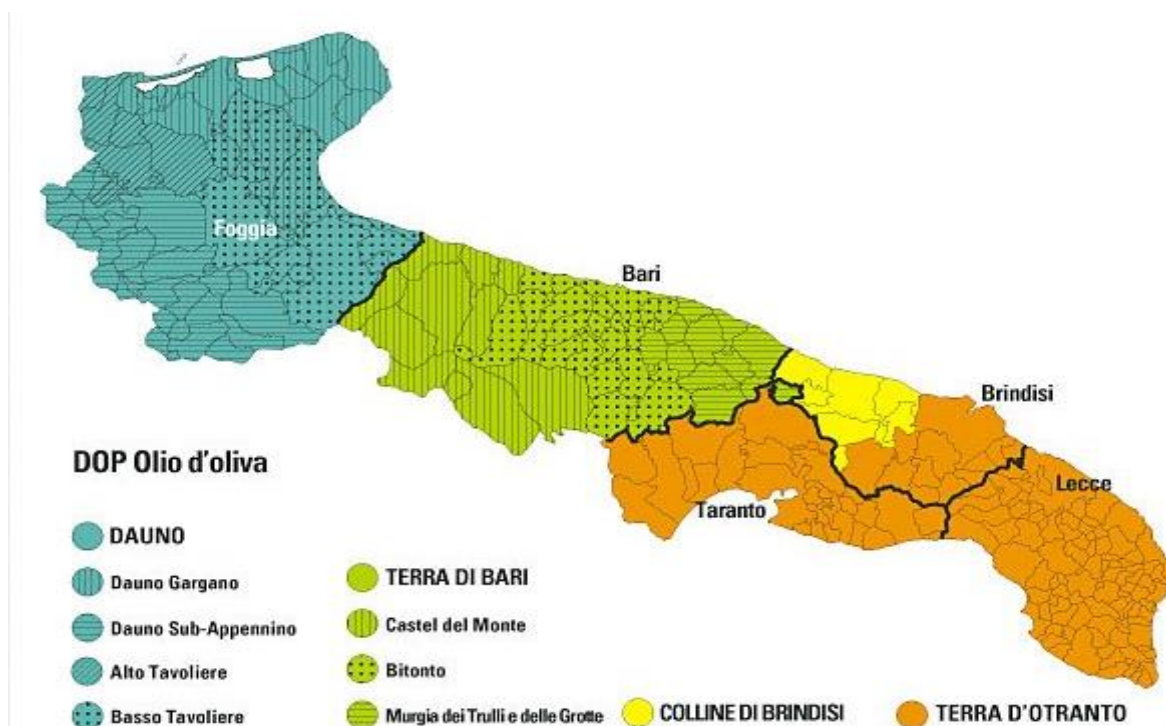 Foggia
Bari
Brindisi
Lecce
Taranto
DOP Olio d'oliva
DAUNO
Dauno Gargano
Dauno Sub-Appennino
Alto Tavoliere
Basso Tavoliere
TERRA DI BARI
Castel del Monte
Bitonto
Murgia dei Trulli e delle Grotte
COLLINE DI BRINDISI
TERRA D'OTRANTO